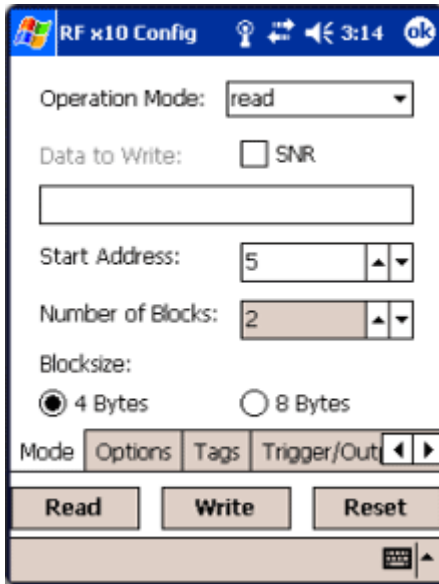 RF x10 Config 3:14 ok
Operation Mode: read
Data to Write: SNR
Start Address: 5
Number of Blocks: 2
Blocksize:
4 Bytes 8 Bytes
Mode Options Tags Trigger/Out
Read Write Reset